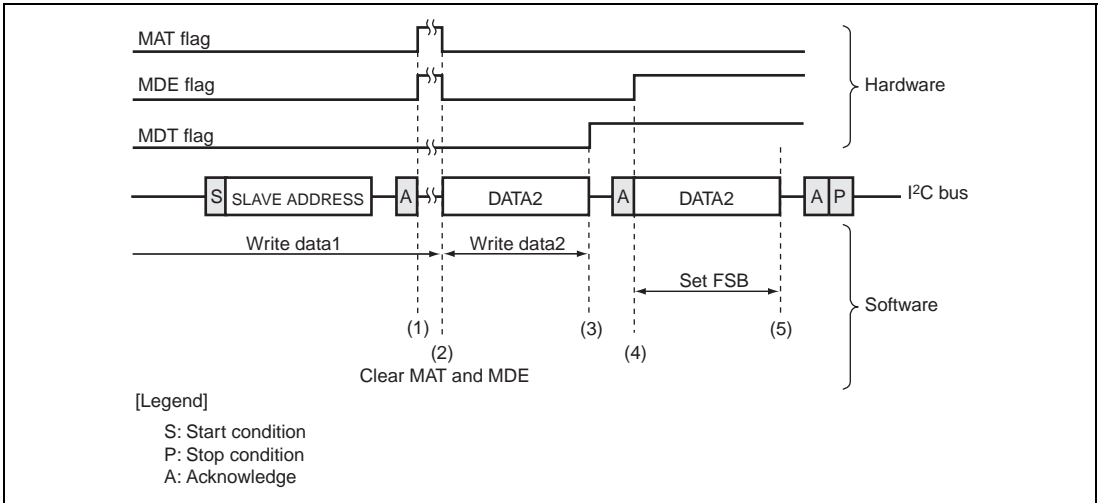 MAT flag
MDE flag
Hardware
MDT flag
S SLAVE ADDRESS A DATA2 A DATA2 A P I2C bus
Write data1 Write data2
Set FSB
Software
(1) (3) (5)
(2) (4)
Clear MAT and MDE
[Legend]
S: Start condition
P: Stop condition
A: Acknowledge